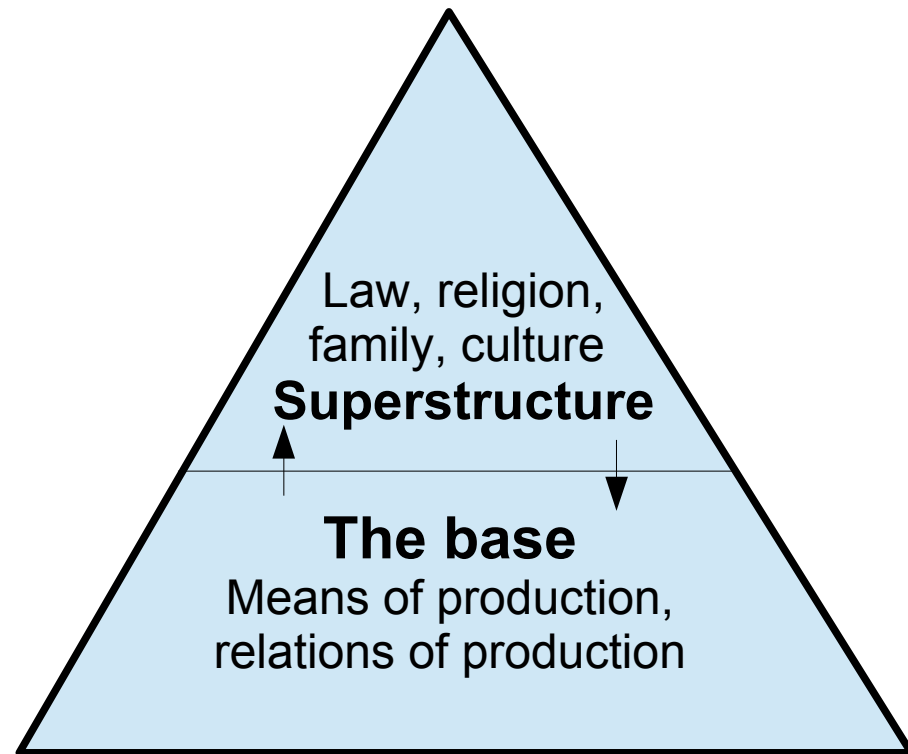 Law, religion,
family, culture
Superstructure
The base
Means of production,
relations of production